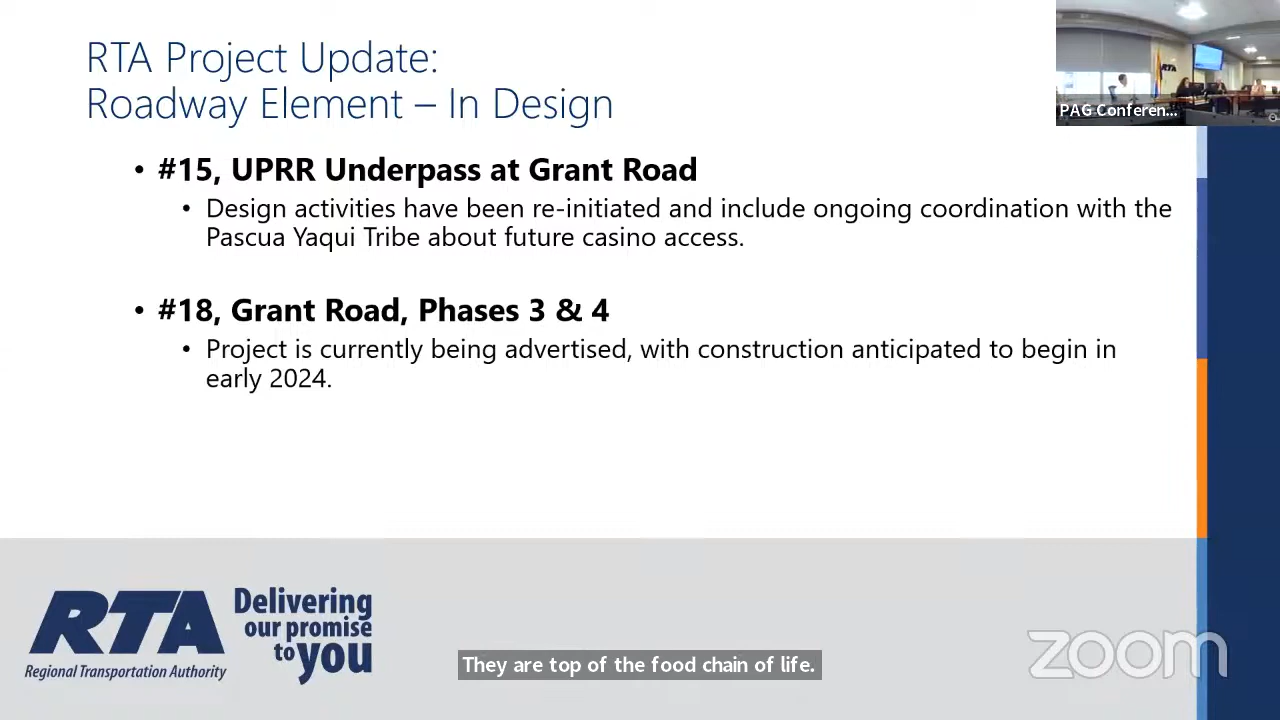 RTA Project Update:
Roadway Element – In Design
RTA
PAG Conferen...
• #15, UPRR Underpass at Grant Road
• Design activities have been re-initiated and include ongoing coordination with the
Pascua Yaqui Tribe about future casino access.
• #18, Grant Road, Phases 3 & 4
• Project is currently being advertised, with construction anticipated to begin in
early 2024.
RTA
Regional Transportation Authority
Delivering
our promise
to you
They are top of the food chain of life.
zoom